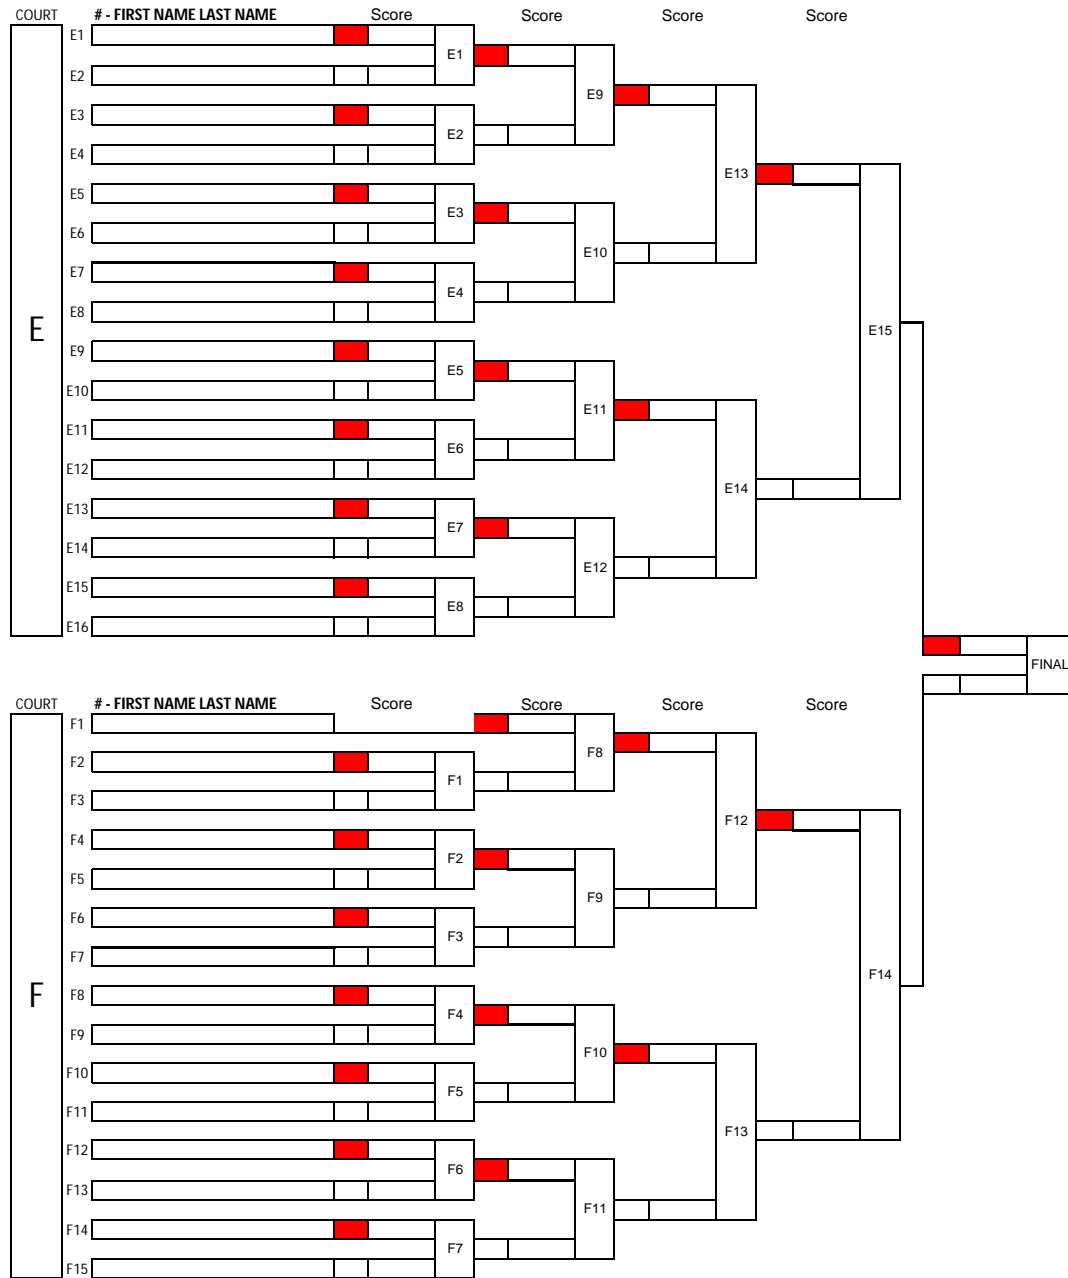 COURT # - FIRST NAME LAST NAME Score Score Score Score
E1
E1
E2
E9
E3
E2
E4
E13
E5
E3
E6
E10
E7
E4
E8
E
E15
E9
E5
E10
E11
E11
E6
E12
E14
E13
E7
E14
E12
E15
E8
E16
FINAL
COURT # - FIRST NAME LAST NAME Score Score Score Score
F1
F8
F2
F1
F3
F12
F4
F2
F5
F9
F6
F3
F7
F14
F
F8
F4
F9
F10
F10
F5
F11
F13
F12
F6
F13
F11
F14
F7
F15